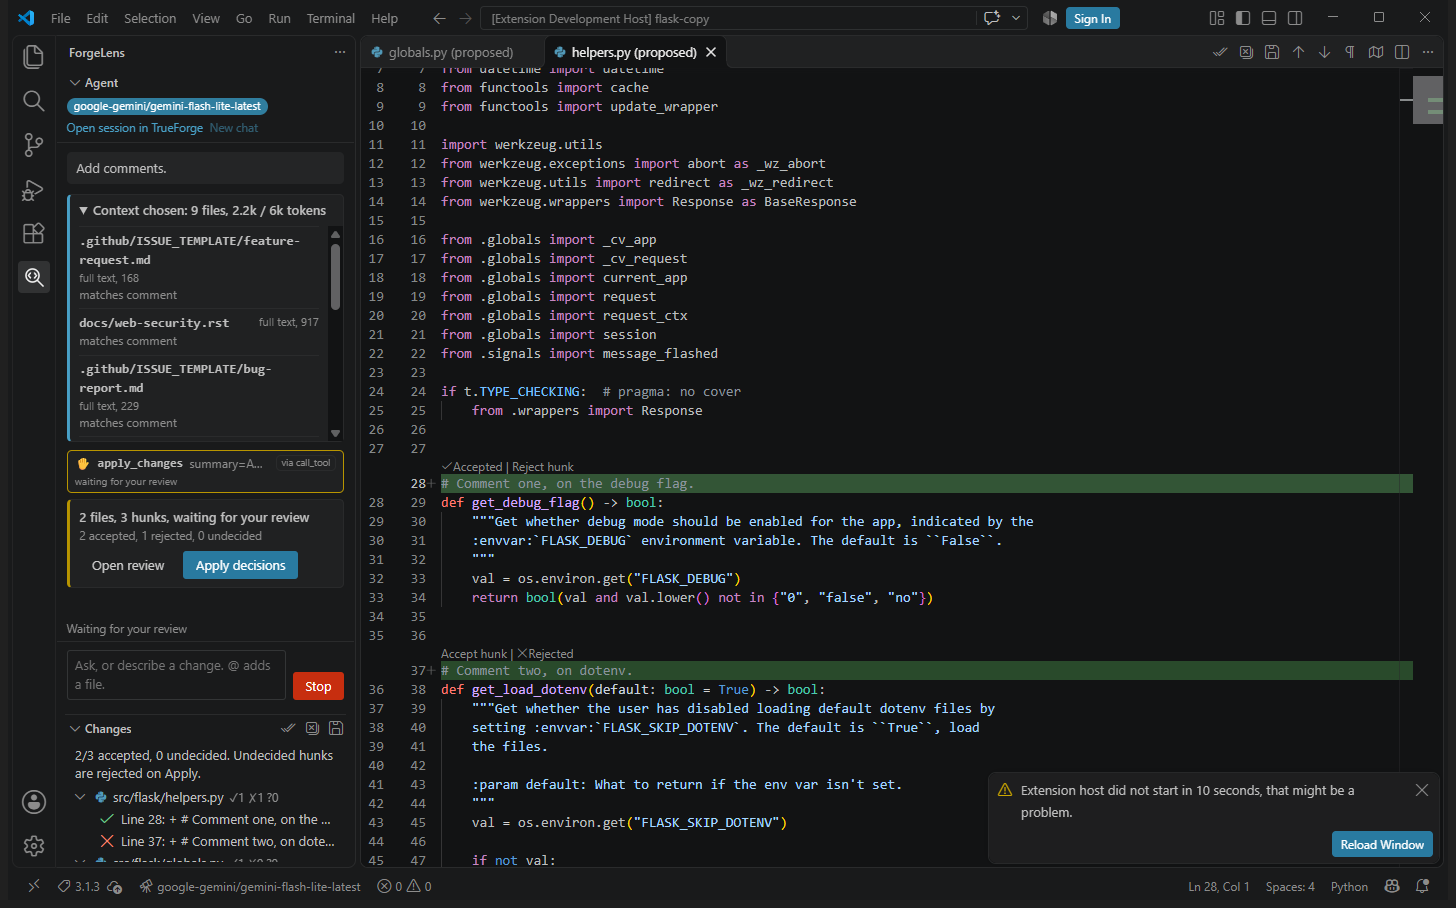 File Edit Selection View Go Run Terminal Help
[Extension Development Host] flask-copy
Sign In
ForgeLens
Agent
google-gemini/gemini-flash-lite-latest
Open session in TrueForge New chat
Add comments.
▼ Context chosen: 9 files, 2.2k / 6k tokens
.github/ISSUE_TEMPLATE/feature-
request.md
full text, 168
matches comment
docs/web-security.rst full text, 917
matches comment
.github/ISSUE_TEMPLATE/bug-
report.md
full text, 229
matches comment
apply_changes summary=A... via call_tool
waiting for your review
2 files, 3 hunks, waiting for your review
2 accepted, 1 rejected, 0 undecided
Open review Apply decisions
Waiting for your review
Ask, or describe a change. @ adds
a file.
Stop
Changes
2/3 accepted, 0 undecided. Undecided hunks
are rejected on Apply.
src/flask/helpers.py ✓1 X1 ?0
Line 28: + # Comment one, on the ...
Line 37: + # Comment two, on dote...
src/flask/globals.py ✓1 X0 ?0
globals.py (proposed) helpers.py (proposed)
7 7 from datetime import datetime
8 8 from functools import cache
9 9 from functools import update_wrapper
10 10
11 11 import werkzeug.utils
12 12 from werkzeug.exceptions import abort as _wz_abort
13 13 from werkzeug.utils import redirect as _wz_redirect
14 14 from werkzeug.wrappers import Response as BaseResponse
15 15
16 16 from .globals import _cv_app
17 17 from .globals import _cv_request
18 18 from .globals import current_app
19 19 from .globals import request
20 20 from .globals import request_ctx
21 21 from .globals import session
22 22 from .signals import message_flashed
23 23
24 24 if t.TYPE_CHECKING:  # pragma: no cover
25 25     from .wrappers import Response
26 26
27 27
✓Accepted | Reject hunk
28+ # Comment one, on the debug flag.
28 29 def get_debug_flag() -> bool:
29 30     """Get whether debug mode should be enabled for the app, indicated by the
30 31     :envvar:`FLASK_DEBUG` environment variable. The default is ``False``.
31 32     """
32 33     val = os.environ.get("FLASK_DEBUG")
33 34     return bool(val and val.lower() not in {"0", "false", "no"})
34 35
35 36
Accept hunk | ✕Rejected
37+ # Comment two, on dotenv.
36 38 def get_load_dotenv(default: bool = True) -> bool:
37 39     """Get whether the user has disabled loading default dotenv files by
38 40     setting :envvar:`FLASK_SKIP_DOTENV`. The default is ``True``, load
39 41     the files.
40 42
41 43     :param default: What to return if the env var isn't set.
42 44     """
43 45     val = os.environ.get("FLASK_SKIP_DOTENV")
44 46
45 47     if not val:
Extension host did not start in 10 seconds, that might be a
problem.
Reload Window
3.1.3 google-gemini/gemini-flash-lite-latest 0 0 Ln 28, Col 1 Spaces: 4 Python